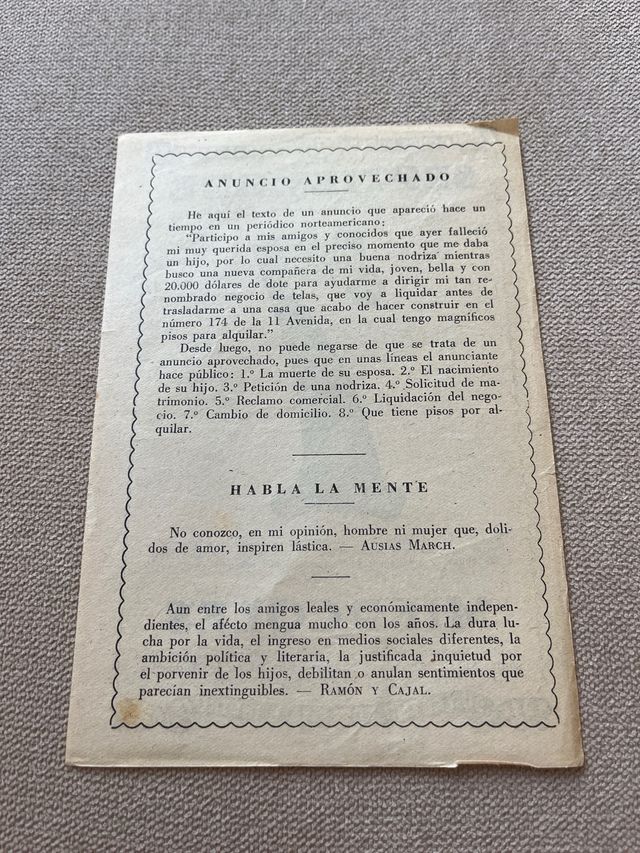 ANUNCIO APROVECHADO
He aquí el texto de un anuncio que apareció hace un
tiempo en un periódico norteamericano:
"Participo a mis amigos y conocidos que ayer falleció
mi muy querida esposa en el preciso momento que me daba
un hijo, por lo cual necesito una buena nodriza mientras
busco una nueva compañera de mi vida, joven, bella y con
20.000 dólares de dote para ayudarme a dirigir mi tan re-
nombrado negocio de telas, que voy a liquidar antes de
trasladarme a una casa que acabo de hacer construir en el
número 174 de la 11 Avenida, en la cual tengo magníficos
pisos para alquilar."
Desde luego, no puede negarse de que se trata de un
anuncio aprovechado, pues que en unas líneas el anunciante
hace público: 1.º La muerte de su esposa. 2.º El nacimiento
de su hijo. 3.º Petición de una nodriza. 4.º Solicitud de ma-
trimonio. 5.º Reclamo comercial. 6.º Liquidación del nego-
cio. 7.º Cambio de domicilio. 8.º Que tiene pisos por al-
quilar.
HABLA LA MENTE
No conozco, en mi opinión, hombre ni mujer que, doli-
dos de amor, inspiren lástica. — AUSIAS MARCH.
Aun entre los amigos leales y económicamente indepen-
dientes, el afécto mengua mucho con los años. La dura lu-
cha por la vida, el ingreso en medios sociales diferentes, la
ambición política y literaria, la justificada inquietud por
el porvenir de los hijos, debilitan o anulan sentimientos que
parecían inextinguibles. — RAMÓN Y CAJAL.